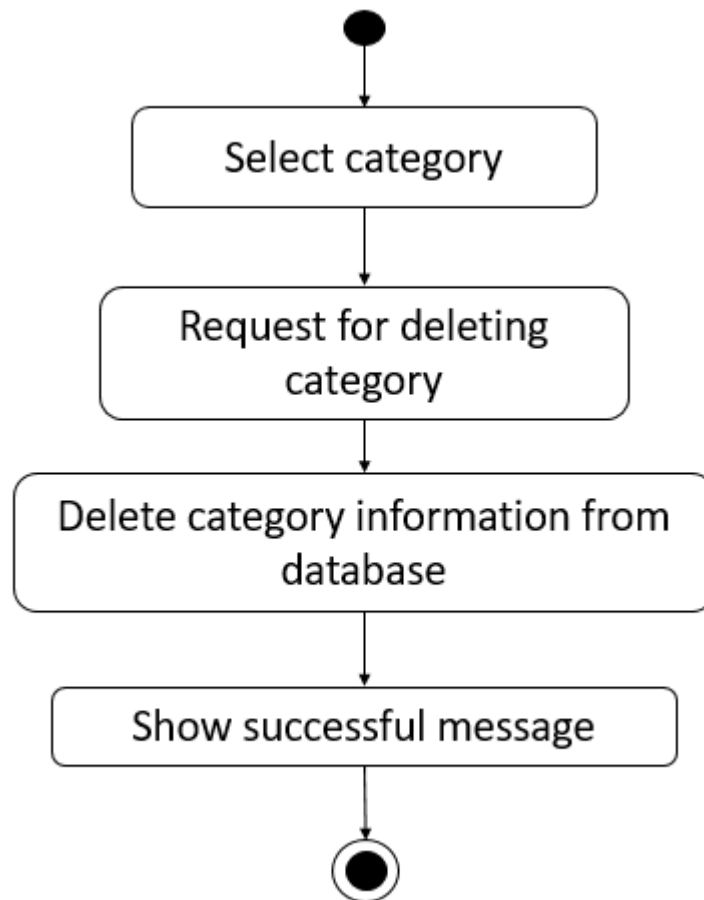 Select category
Request for deleting
category
Delete category information from
database
Show successful message